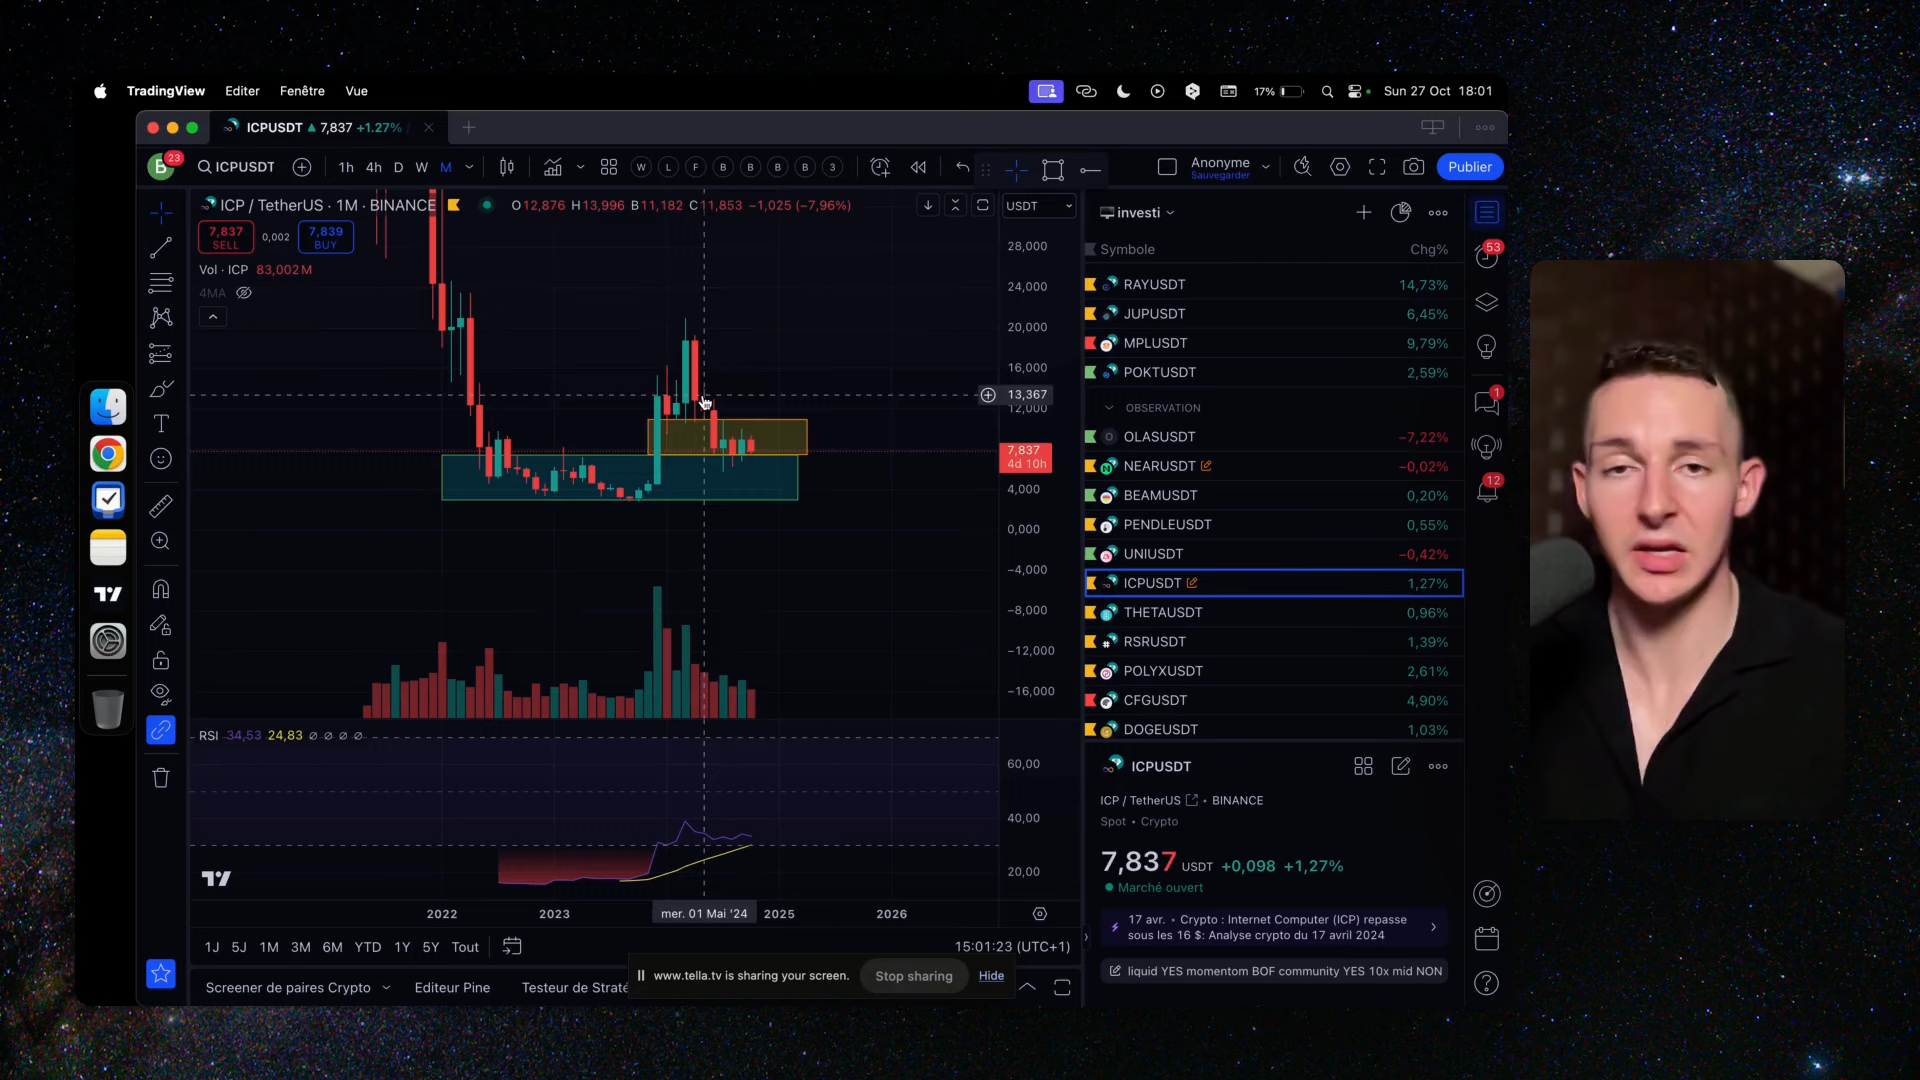 TradingView Editer Fenêtre Vue
17% Sun 27 Oct 18:01
ICPUSDT ▲ 7,837 +1.27%
B 23 ICPUSDT 1h 4h D W M W L F B B B B 3 Anonyme Publier
Sauvegarder
ICP / TetherUS · 1M · BINANCE O12,876 H13,996 B11,182 C11,853 −1,025 (−7,96%) USDT
7,837 SELL 0,002 7,839 BUY
Vol · ICP 83,002M
4MA
28,000
24,000
20,000
16,000
13,367
12,000
7,837
4d 10h
4,000
0,000
−4,000
−8,000
−12,000
−16,000
RSI 34,53 24,83 ∅ ∅ ∅ ∅
60,00
40,00
20,00
2022 2023 mer. 01 Mai '24 2025 2026
1J 5J 1M 3M 6M YTD 1Y 5Y Tout 15:01:23 (UTC+1)
www.tella.tv is sharing your screen. Stop sharing Hide
Screener de paires Crypto Editeur Pine Testeur de Straté
investi
Symbole Chg%
RAYUSDT 14,73%
JUPUSDT 6,45%
MPLUSDT 9,79%
POKTUSDT 2,59%
OBSERVATION
OLASUSDT −7,22%
NEARUSDT −0,02%
BEAMUSDT 0,20%
PENDLEUSDT 0,55%
UNIUSDT −0,42%
ICPUSDT 1,27%
THETAUSDT 0,96%
RSRUSDT 1,39%
POLYXUSDT 2,61%
CFGUSDT 4,90%
DOGEUSDT 1,03%
ICPUSDT
ICP / TetherUS • BINANCE
Spot • Crypto
7,837 USDT +0,098 +1,27%
Marché ouvert
17 avr. • Crypto : Internet Computer (ICP) repasse
sous les 16 $: Analyse crypto du 17 avril 2024
liquid YES momentom BOF community YES 10x mid NON
53
1
12